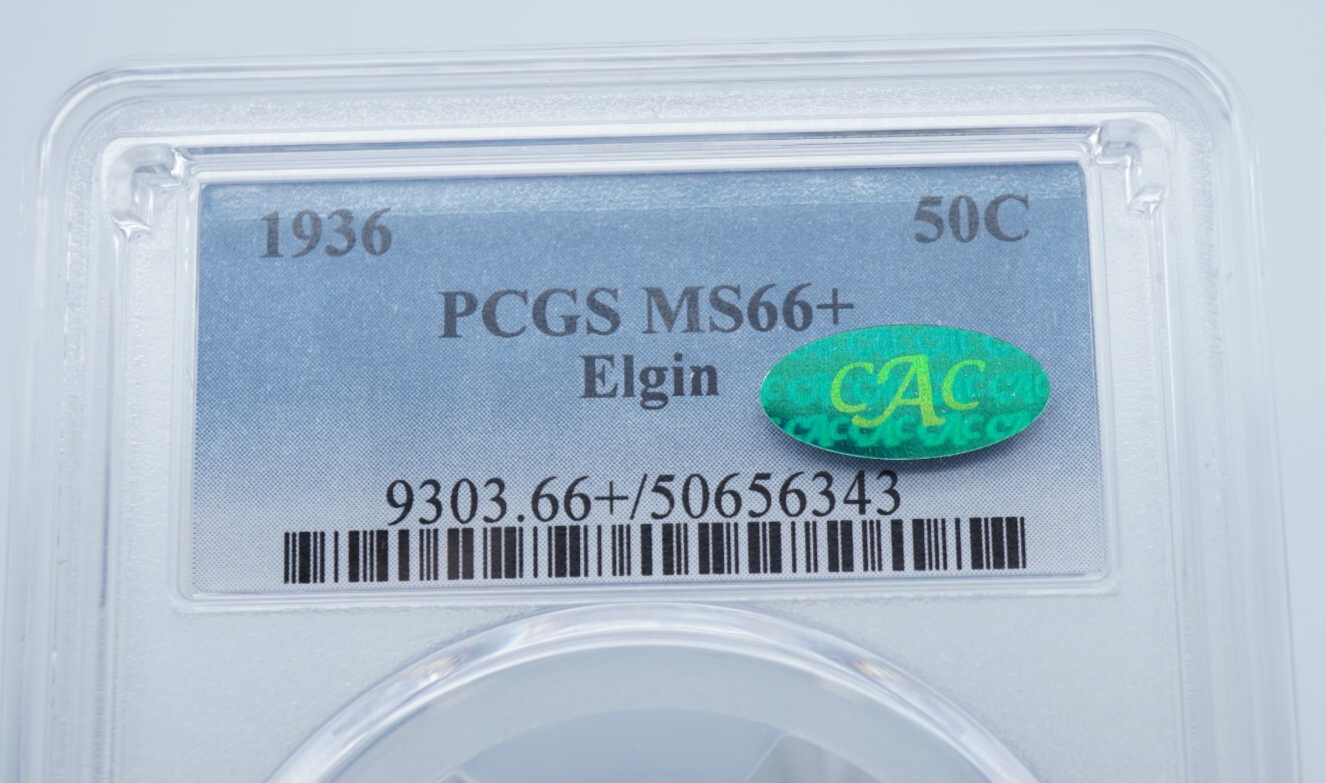 1936 50C
PCGS MS66+
Elgin
CAC
9303.66+/50656343